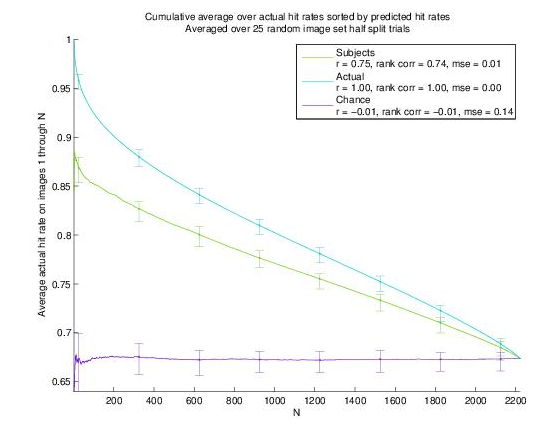 Cumulative average over actual hit rates sorted by predicted hit rates
Averaged over 25 random image set half split trials
Subjects
r = 0.75, rank corr = 0.74, mse = 0.01
Actual
r = 1.00, rank corr = 1.00, mse = 0.00
Chance
r = −0.01, rank corr = −0.01, mse = 0.14
Average actual hit rate on images 1 through N
1
0.95
0.9
0.85
0.8
0.75
0.7
0.65
200 400 600 800 1000 1200 1400 1600 1800 2000 2200
N